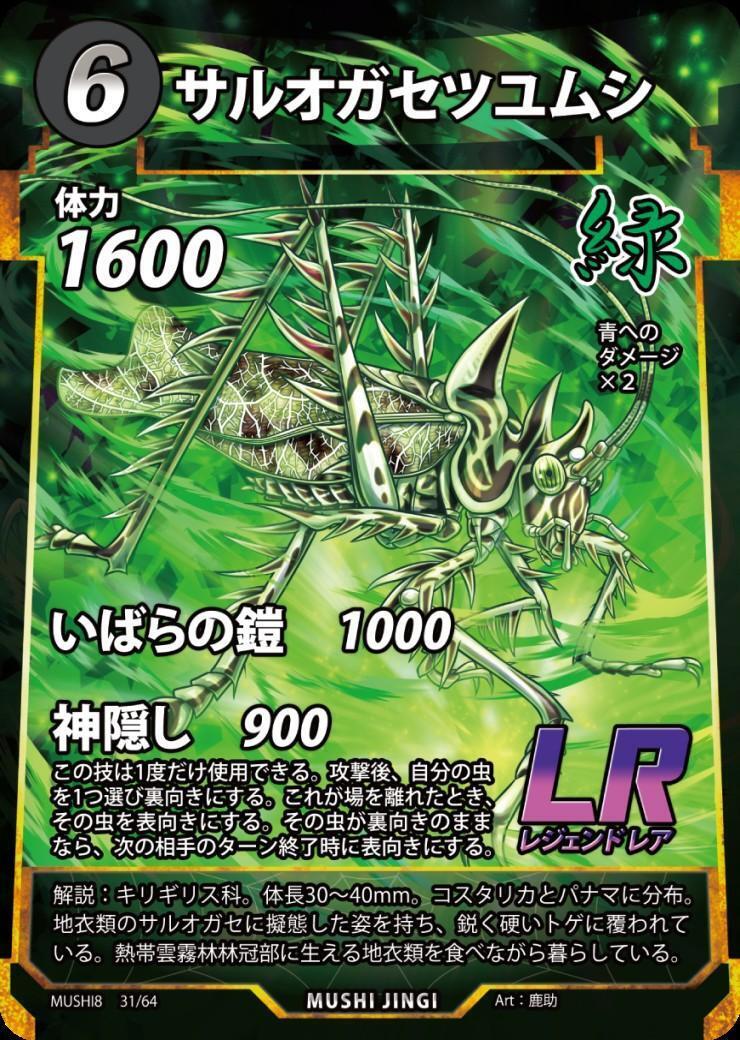 6
サルオガセツユムシ
体力
1600
緑
青への
ダメージ
×2
いばらの鎧 1000
神隠し 900
この技は1度だけ使用できる。攻撃後、自分の虫
を1つ選び裏向きにする。これが場を離れたとき、
その虫を表向きにする。その虫が裏向きのまま
なら、次の相手のターン終了時に表向きにする。
LR
レジェンドレア
解説：キリギリス科。体長30～40mm。コスタリカとパナマに分布。
地衣類のサルオガセに擬態した姿を持ち、鋭く硬いトゲに覆われて
いる。熱帯雲霧林林冠部に生える地衣類を食べながら暮らしている。
MUSHI8 31/64
MUSHI JINGI
Art：鹿助